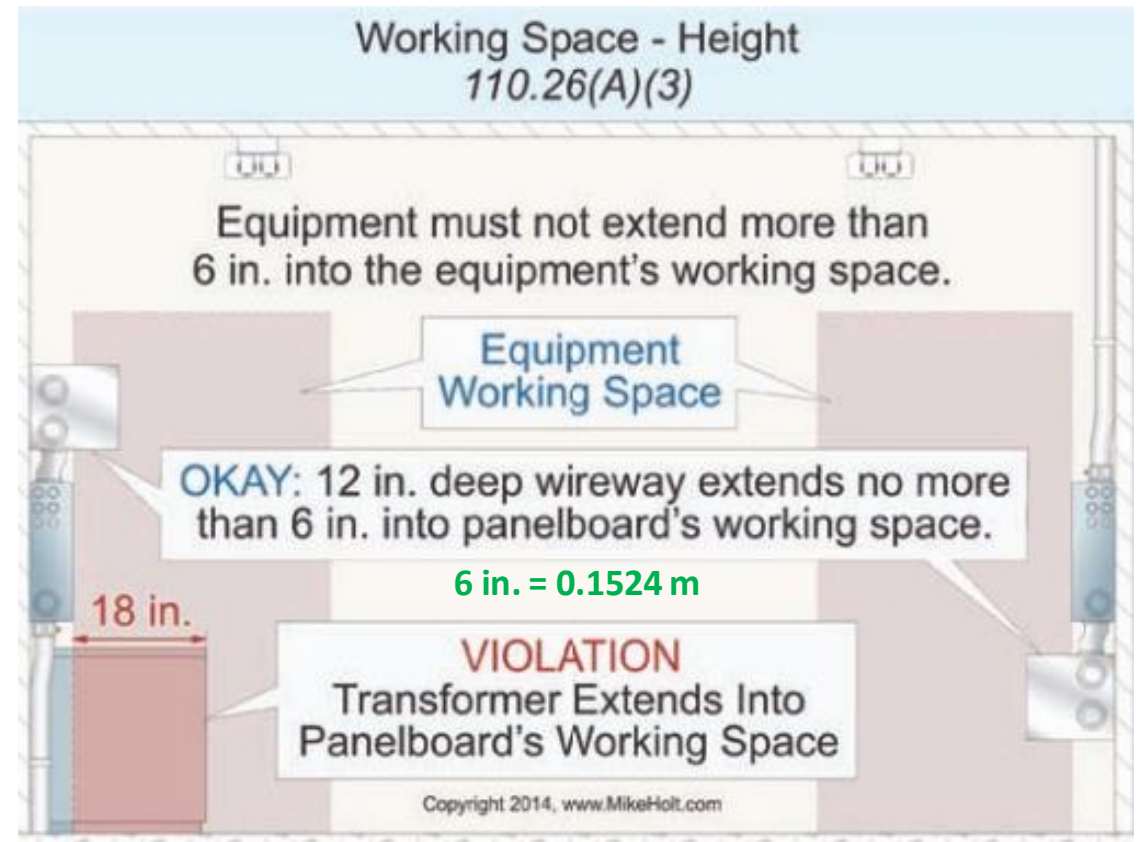 Working Space - Height
110.26(A)(3)
Equipment must not extend more than
6 in. into the equipment's working space.
Equipment
Working Space
OKAY: 12 in. deep wireway extends no more
than 6 in. into panelboard's working space.
6 in. = 0.1524 m
18 in.
VIOLATION
Transformer Extends Into
Panelboard's Working Space
Copyright 2014, www.MikeHolt.com